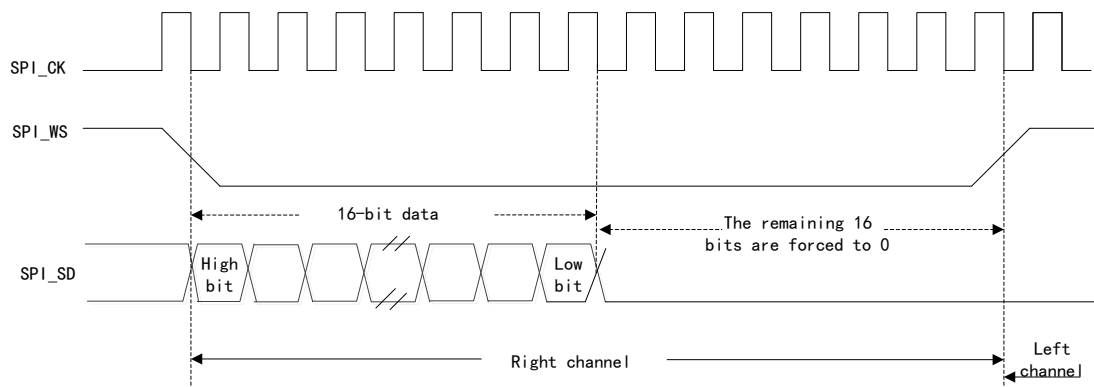 SPI_CK
SPI_WS
16-bit data
The remaining 16
bits are forced to 0
SPI_SD
High
bit
Low
bit
Right channel
Left
channel